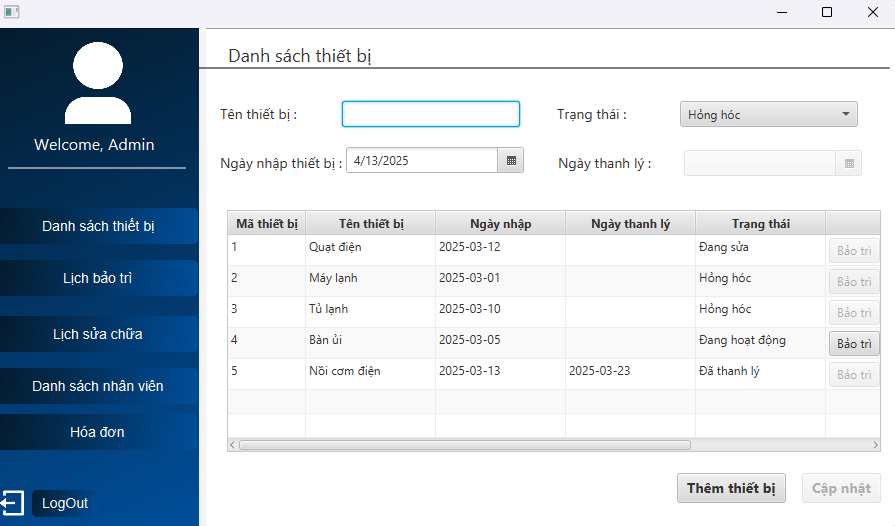 Danh sách thiết bị
Welcome, Admin
Danh sách thiết bị
Lịch bảo trì
Lịch sửa chữa
Danh sách nhân viên
Hóa đơn
LogOut
Tên thiết bị :
Trạng thái : Hỏng hóc
Ngày nhập thiết bị : 4/13/2025
Ngày thanh lý :
Mã thiết bị Tên thiết bị Ngày nhập Ngày thanh lý Trạng thái
1 Quạt điện 2025-03-12 Đang sửa Bảo trì
2 Máy lạnh 2025-03-01 Hỏng hóc Bảo trì
3 Tủ lạnh 2025-03-10 Hỏng hóc Bảo trì
4 Bàn ủi 2025-03-05 Đang hoạt động Bảo trì
5 Nồi cơm điện 2025-03-13 2025-03-23 Đã thanh lý Bảo trì
Thêm thiết bị Cập nhật